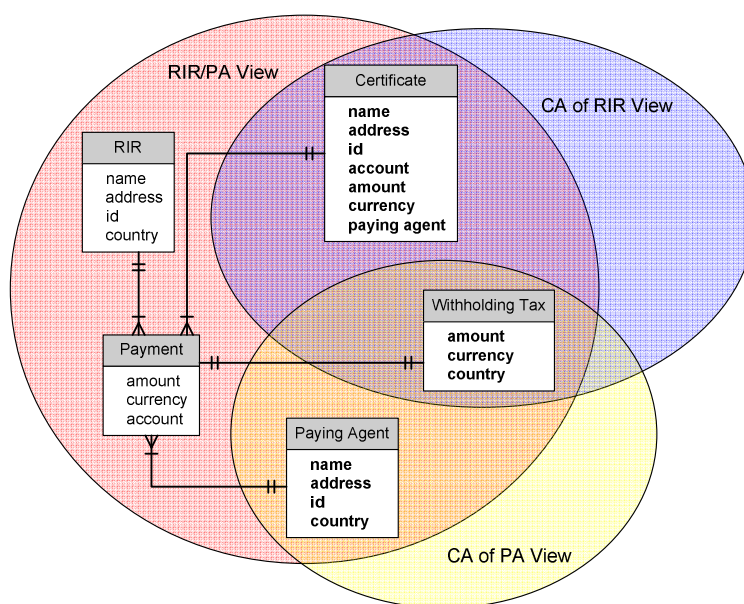 RIR/PA View
CA of RIR View
Certificate
name
address
id
account
amount
currency
paying agent
RIR
name
address
id
country
Withholding Tax
amount
currency
country
Payment
amount
currency
account
Paying Agent
name
address
id
country
CA of PA View